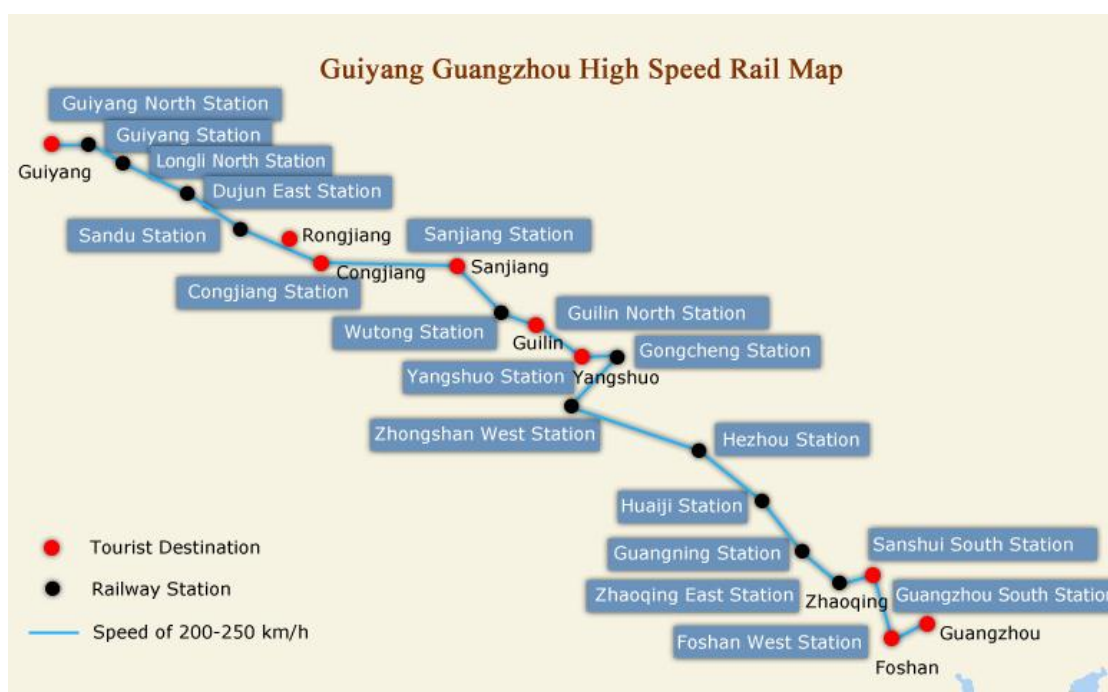 Guiyang Guangzhou High Speed Rail Map
Guiyang North Station
Guiyang Station
Longli North Station
Guiyang
Dujun East Station
Sandu Station
Rongjiang
Sanjiang Station
Congjiang
Sanjiang
Congjiang Station
Guilin North Station
Wutong Station
Guilin
Gongcheng Station
Yangshuo Station
Yangshuo
Zhongshan West Station
Hezhou Station
Huaiji Station
Tourist Destination
Sanshui South Station
Guangning Station
Railway Station
Zhaoqing East Station
Zhaoqing
Guangzhou South Station
Speed of 200-250 km/h
Guangzhou
Foshan West Station
Foshan